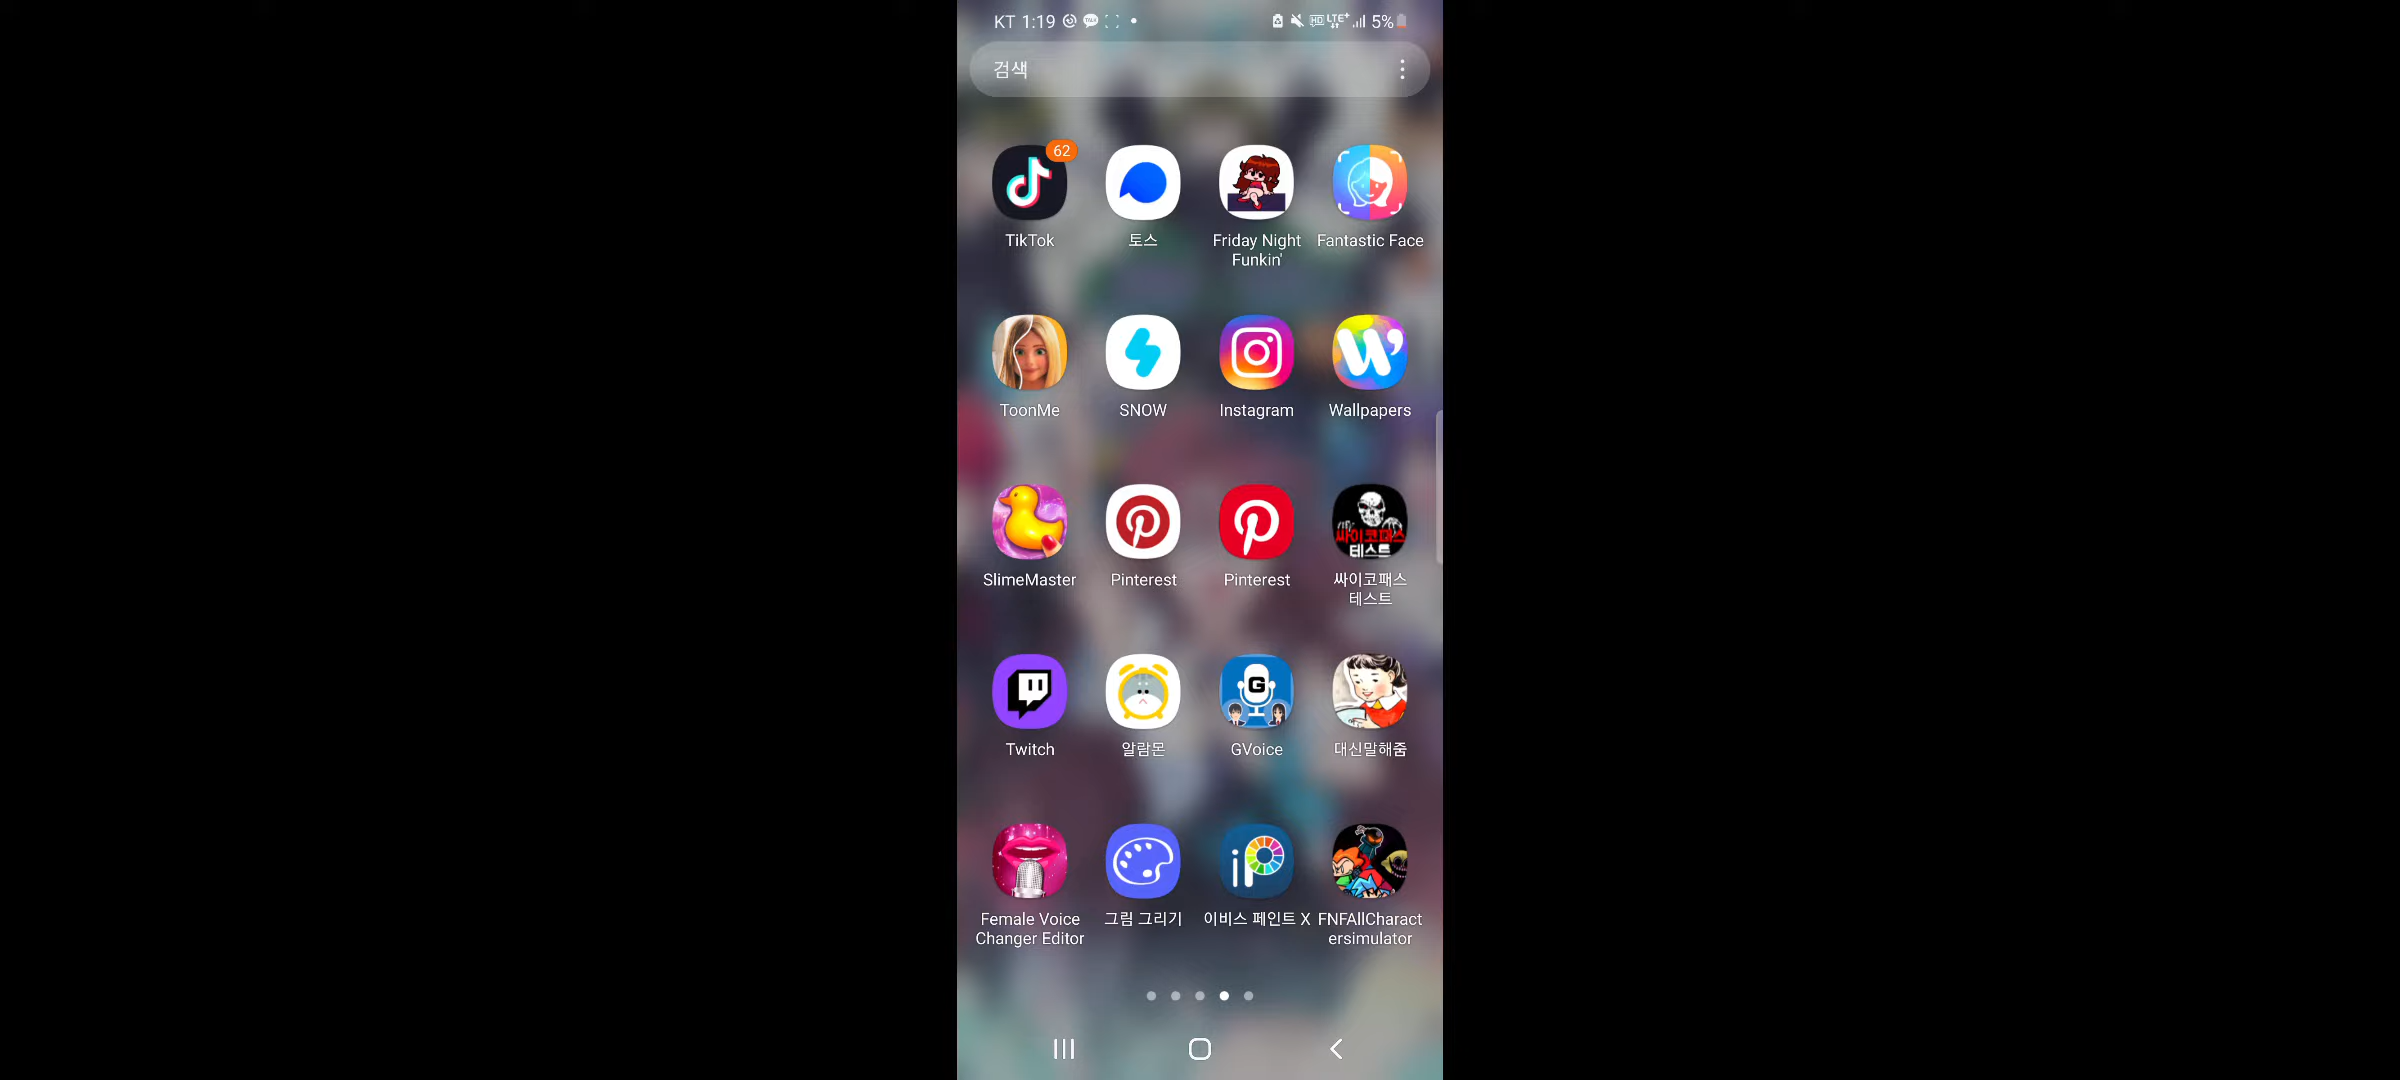 KT 1:19 5%
검색
62
TikTok 토스 Friday Night Funkin' Fantastic Face
ToonMe SNOW Instagram Wallpapers
싸이코패스
테스트
SlimeMaster Pinterest Pinterest 싸이코패스 테스트
G
Twitch 알람몬 GVoice 대신말해줌
iP
Female Voice Changer Editor 그림 그리기 이비스 페인트 X FNFAllCharactersimulator